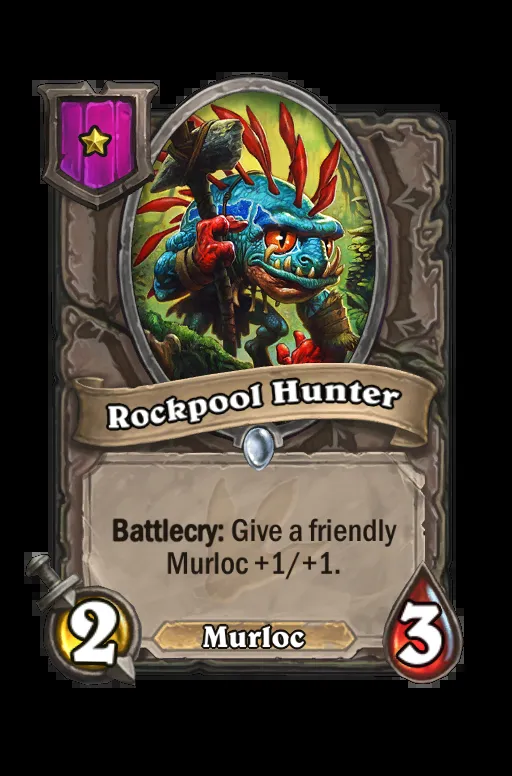 Rockpool Hunter
Battlecry: Give a friendly
Murloc +1/+1.
2
Murloc
3